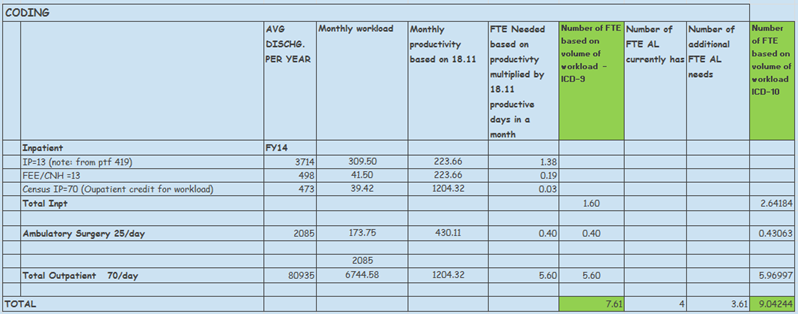 CODING
AVG DISCHG. PER YEAR Monthly workload Monthly productivity based on 18.11 FTE Needed based on productivty multiplied by 18.11 productive days in a month Number of FTE based on volume of workload - ICD-9 Number of FTE AL currently has Number of additional FTE AL needs Number of FTE based on volume of workload ICD-10
Inpatient FY14
IP=13 (note: from ptf 419) 3714 309.50 223.66 1.38
FEE/CNH =13 498 41.50 223.66 0.19
Census IP=70 (Oupatient credit for workload) 473 39.42 1204.32 0.03
Total Inpt 1.60 2.64184
Ambulatory Surgery 25/day 2085 173.75 430.11 0.40 0.40 0.43063
2085
Total Outpatient 70/day 80935 6744.58 1204.32 5.60 5.60 5.96997
TOTAL 7.61 4 3.61 9.04244